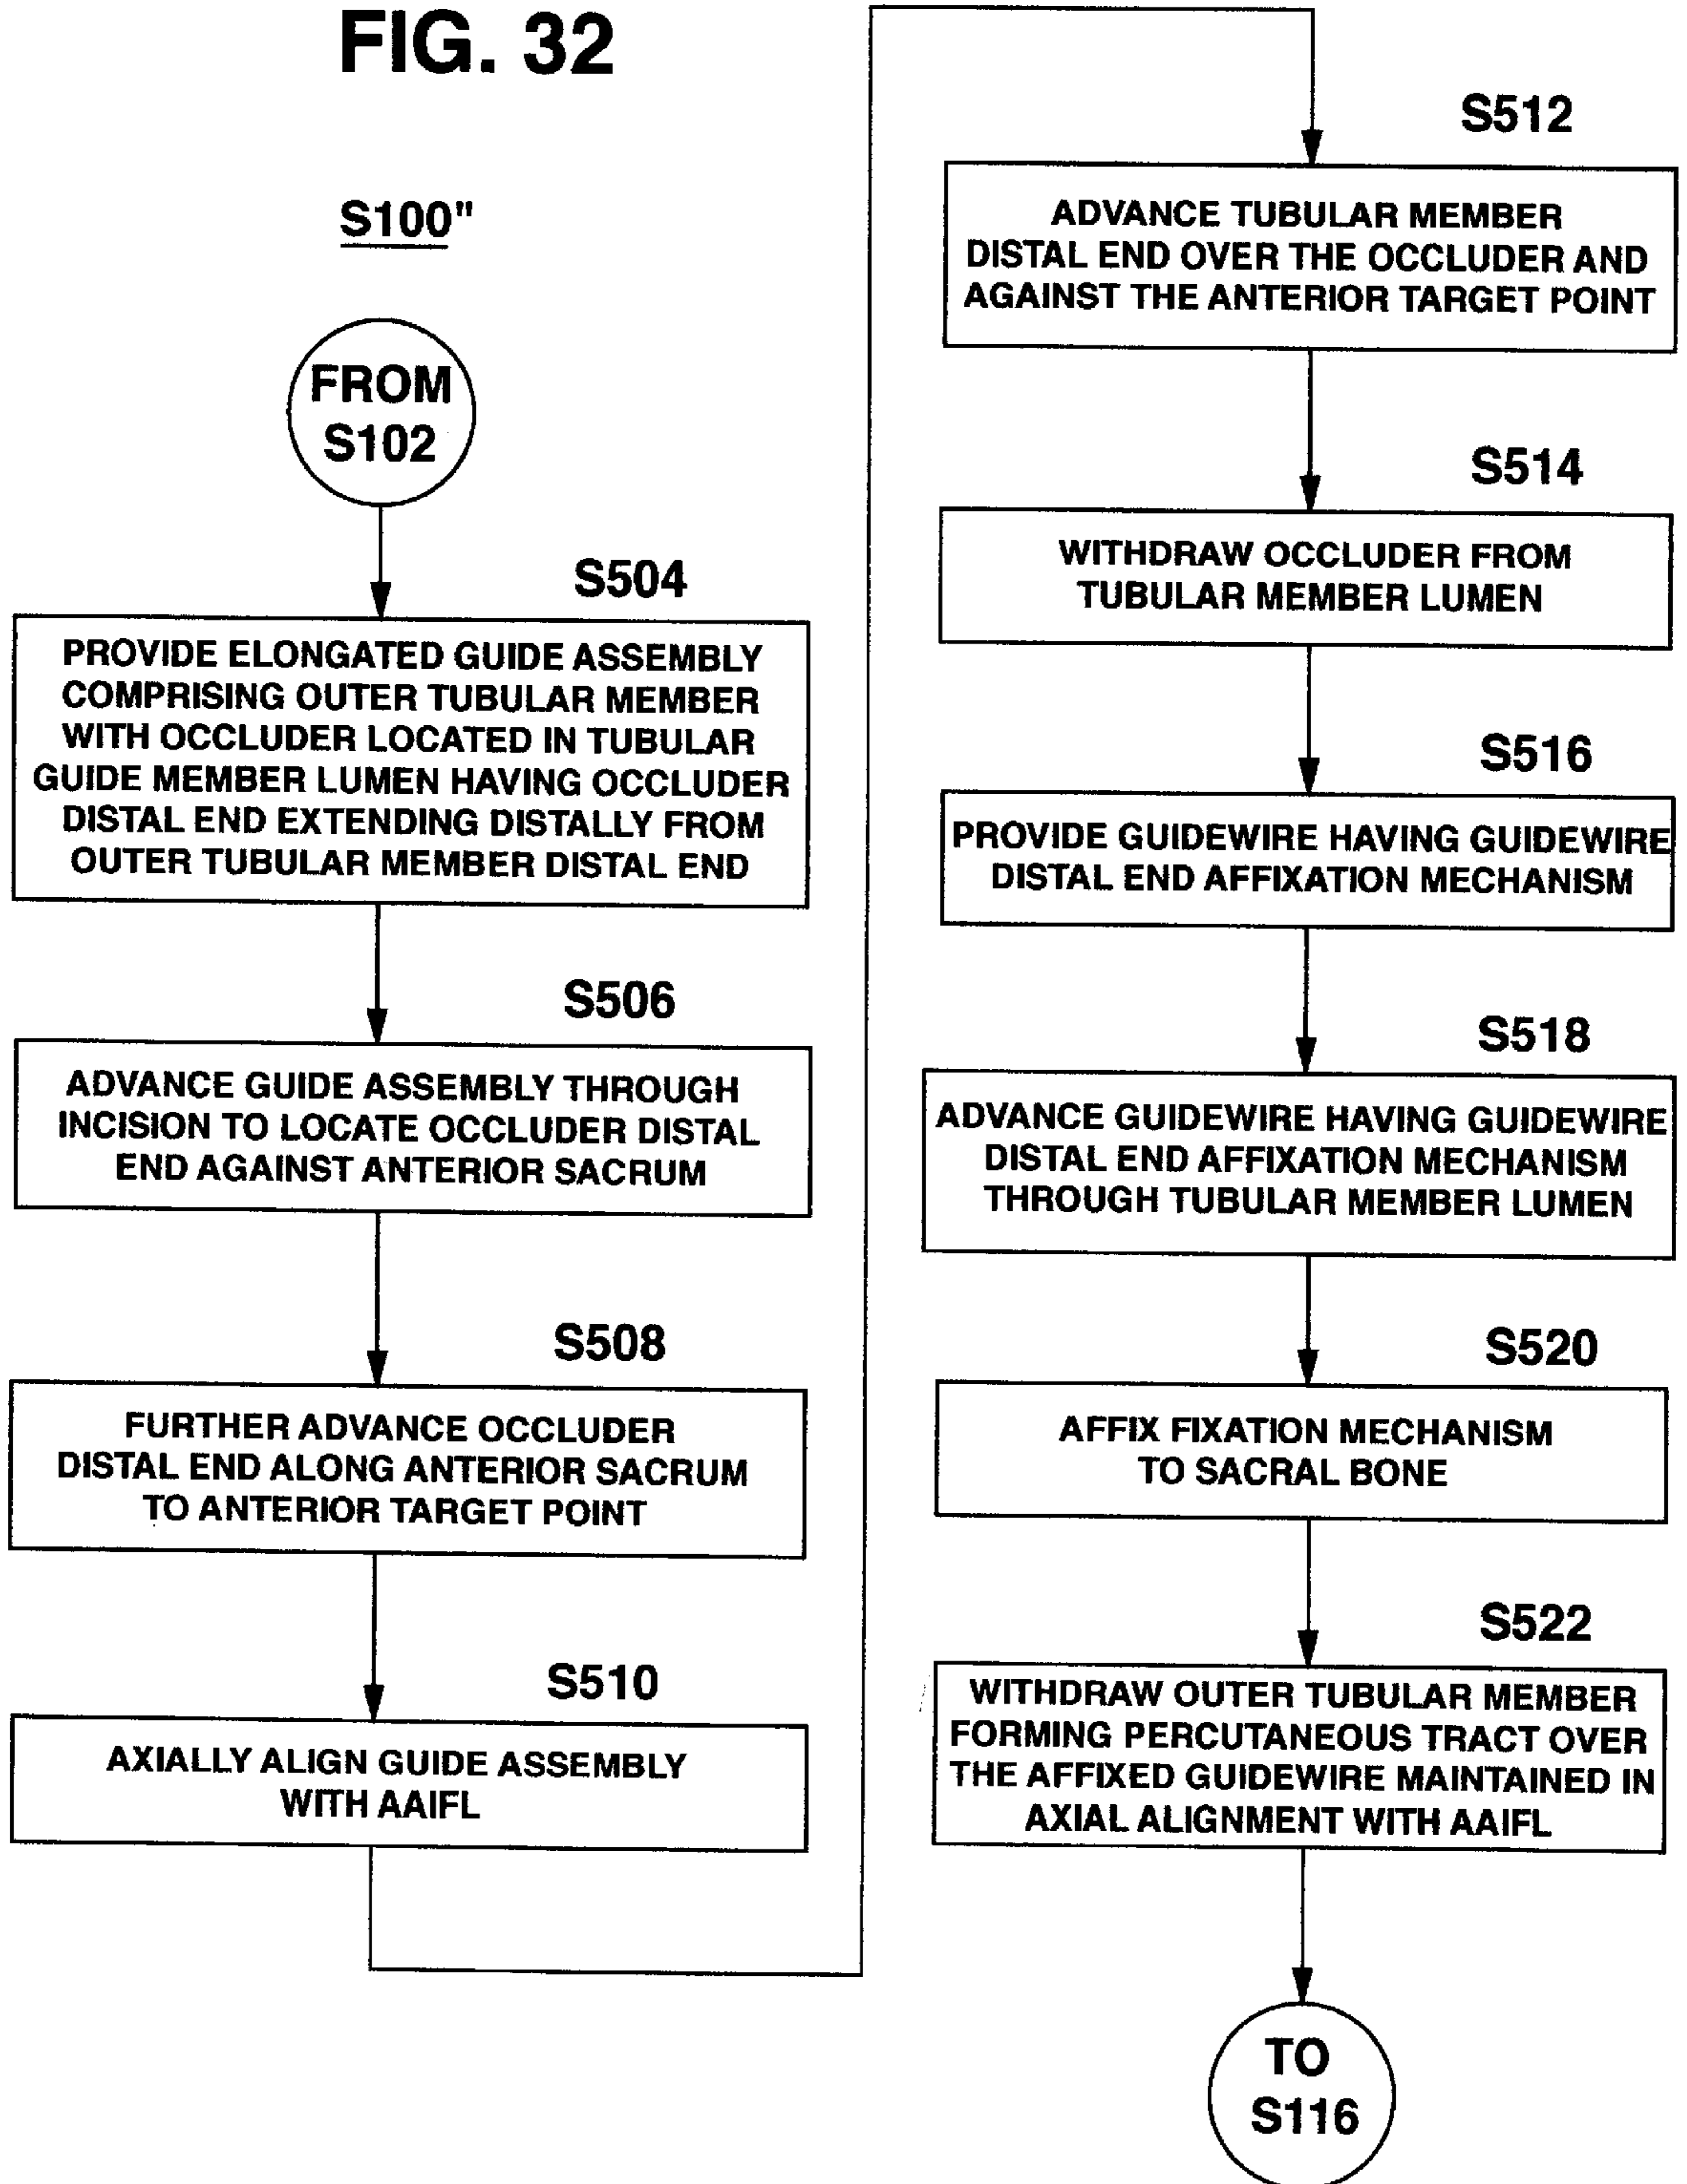 FIG. 32
S100"
FROM
S102
S504
PROVIDE ELONGATED GUIDE ASSEMBLY
COMPRISING OUTER TUBULAR MEMBER
WITH OCCLUDER LOCATED IN TUBULAR
GUIDE MEMBER LUMEN HAVING OCCLUDER
DISTAL END EXTENDING DISTALLY FROM
OUTER TUBULAR MEMBER DISTAL END
S506
ADVANCE GUIDE ASSEMBLY THROUGH
INCISION TO LOCATE OCCLUDER DISTAL
END AGAINST ANTERIOR SACRUM
S508
FURTHER ADVANCE OCCLUDER
DISTAL END ALONG ANTERIOR SACRUM
TO ANTERIOR TARGET POINT
S510
AXIALLY ALIGN GUIDE ASSEMBLY
WITH AAIFL
S512
ADVANCE TUBULAR MEMBER
DISTAL END OVER THE OCCLUDER AND
AGAINST THE ANTERIOR TARGET POINT
S514
WITHDRAW OCCLUDER FROM
TUBULAR MEMBER LUMEN
S516
PROVIDE GUIDEWIRE HAVING GUIDEWIRE
DISTAL END AFFIXATION MECHANISM
S518
ADVANCE GUIDEWIRE HAVING GUIDEWIRE
DISTAL END AFFIXATION MECHANISM
THROUGH TUBULAR MEMBER LUMEN
S520
AFFIX FIXATION MECHANISM
TO SACRAL BONE
S522
WITHDRAW OUTER TUBULAR MEMBER
FORMING PERCUTANEOUS TRACT OVER
THE AFFIXED GUIDEWIRE MAINTAINED IN
AXIAL ALIGNMENT WITH AAIFL
TO
S116